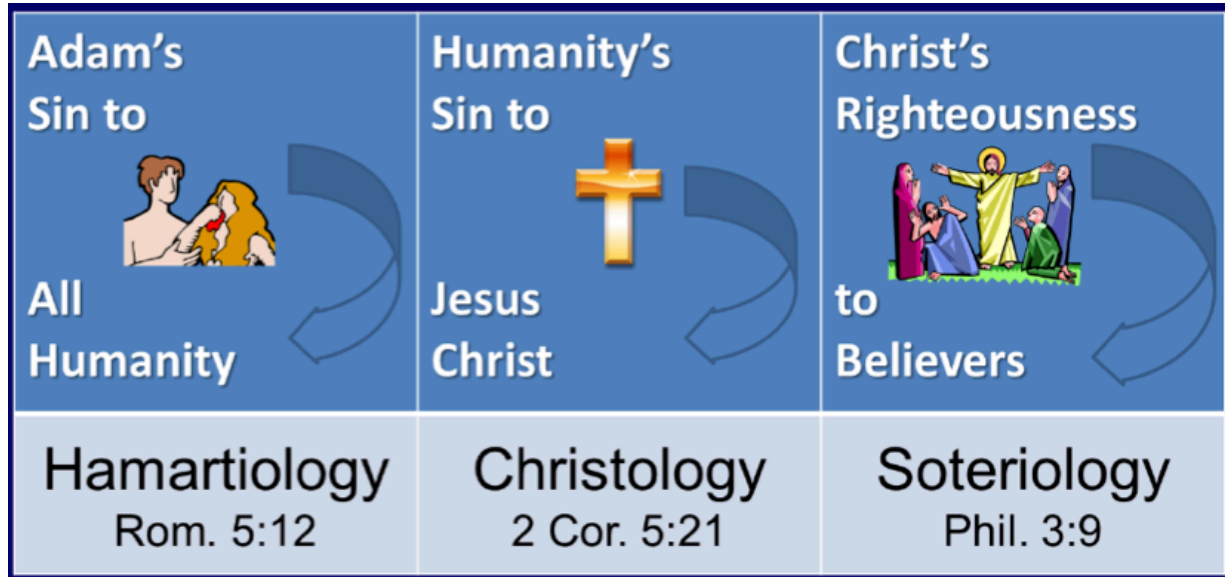 Adam’s
Sin to
All
Humanity
Humanity’s
Sin to
Jesus
Christ
Christ’s
Righteousness
to
Believers
Hamartiology
Rom. 5:12
Christology
2 Cor. 5:21
Soteriology
Phil. 3:9